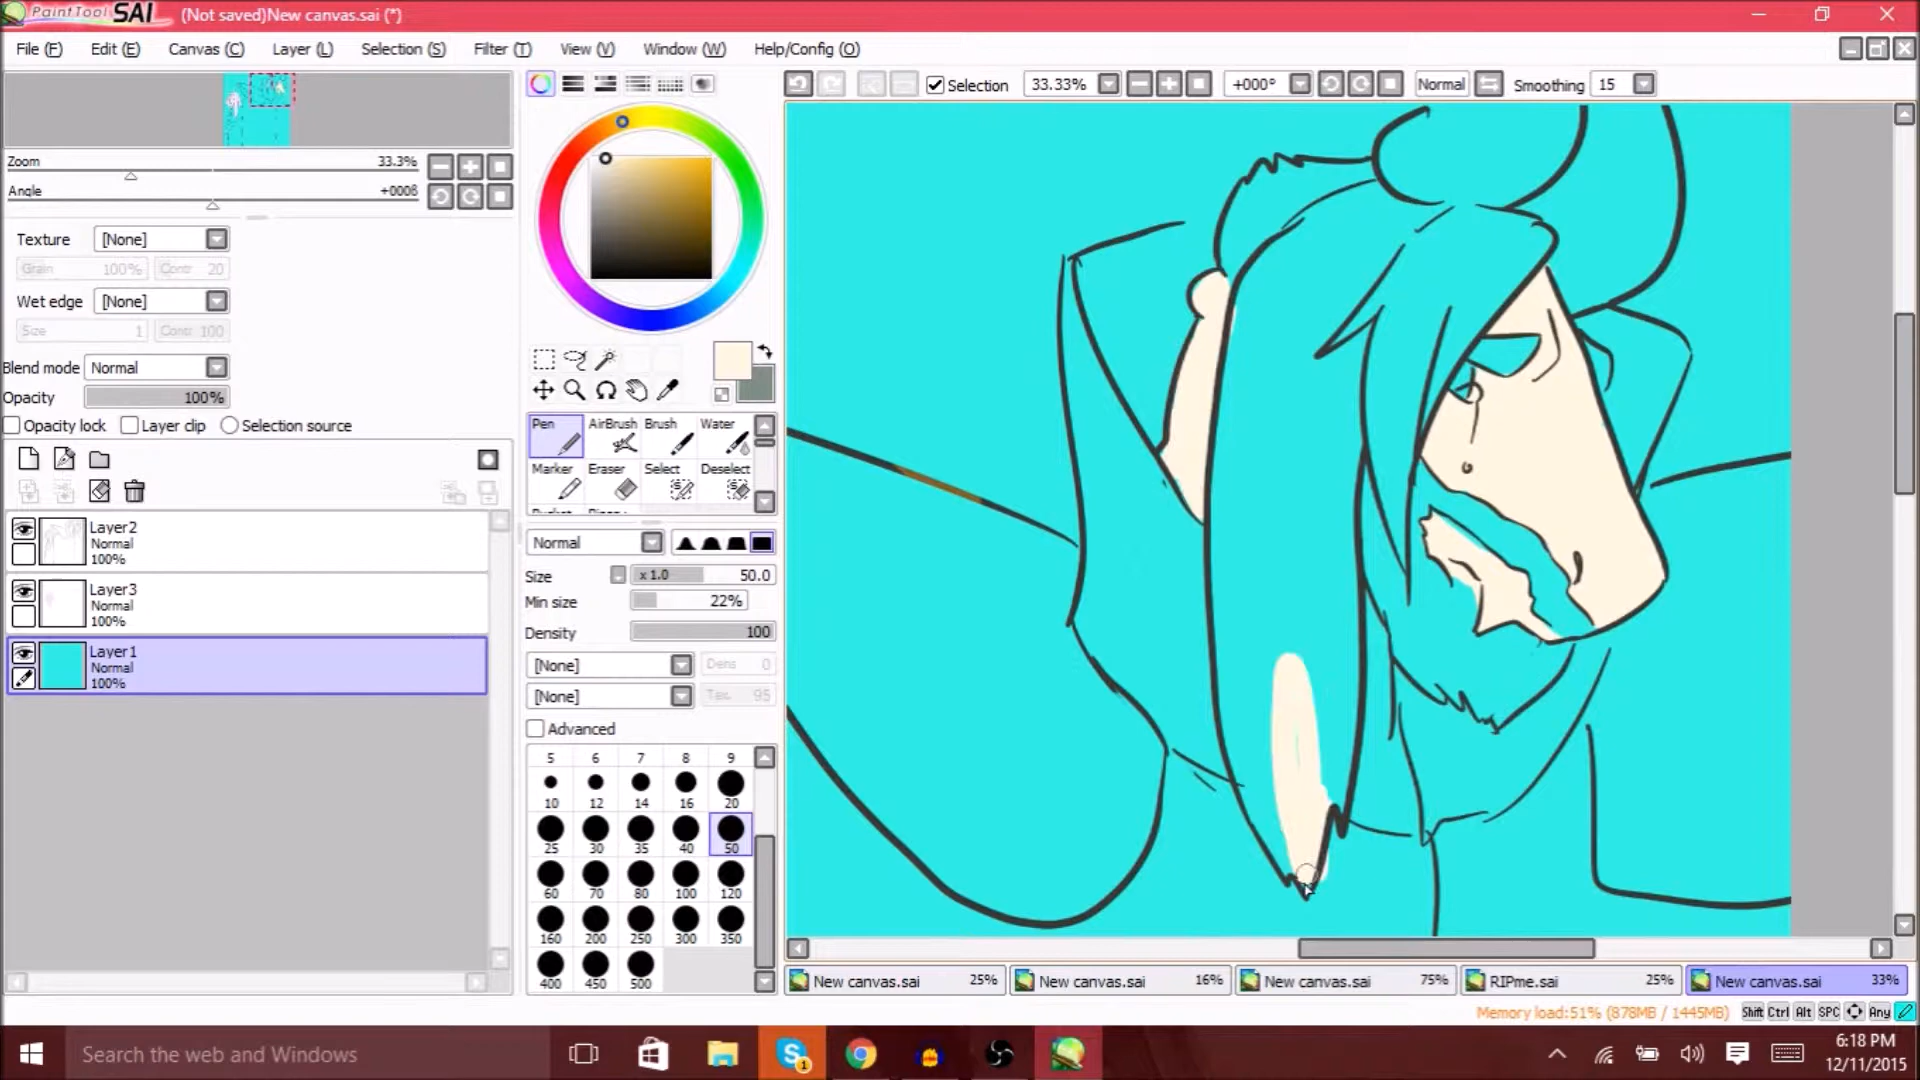 PaintTool SAI (Not saved)New canvas.sai (*)
File (F) Edit (E) Canvas (C) Layer (L) Selection (S) Filter (T) View (V) Window (W) Help/Config (O)
Selection 33.33% +000° Normal Smoothing 15
Zoom 33.3%
Angle +000ß
Texture [None]
Grain 100% Contr 20
Wet edge [None]
Size 1 Contr 100
Blend mode Normal
Opacity 100%
Opacity lock Layer clip Selection source
Layer2
Normal
100%
Layer3
Normal
100%
Layer1
Normal
100%
Pen AirBrush Brush Water
Marker Eraser Select Deselect
Normal
Size x 1.0 50.0
Min size 22%
Density 100
[None] Dens 0
[None] Tex. 95
Advanced
5 6 7 8 9
10 12 14 16 20
25 30 35 40 50
60 70 80 100 120
160 200 250 300 350
400 450 500
New canvas.sai 25% New canvas.sai 16% New canvas.sai 75% RIPme.sai 25% New canvas.sai 33%
Memory load:51% (878MB / 1445MB) Shift Ctrl Alt SPC Any
Search the web and Windows
1
6:18 PM
12/11/2015